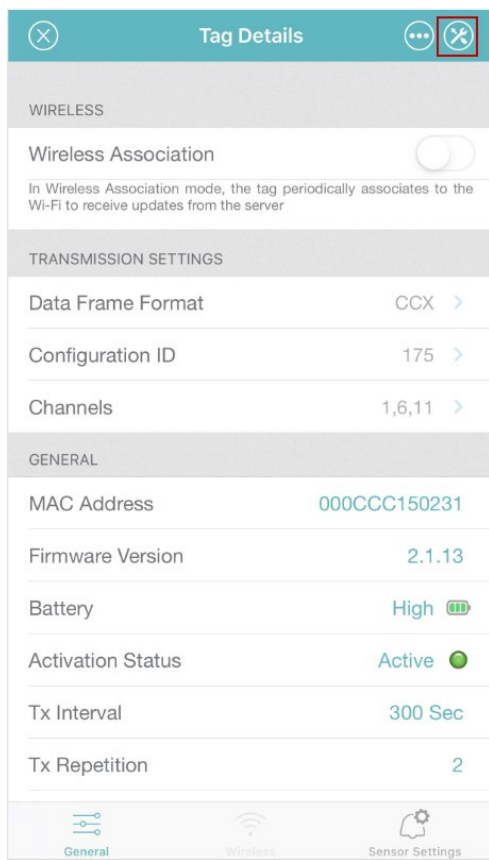 Tag Details
WIRELESS
Wireless Association
In Wireless Association mode, the tag periodically associates to the
Wi-Fi to receive updates from the server
TRANSMISSION SETTINGS
Data Frame Format CCX
Configuration ID 175
Channels 1,6,11
GENERAL
MAC Address 000CCC150231
Firmware Version 2.1.13
Battery High
Activation Status Active
Tx Interval 300 Sec
Tx Repetition 2
General Wireless Sensor Settings